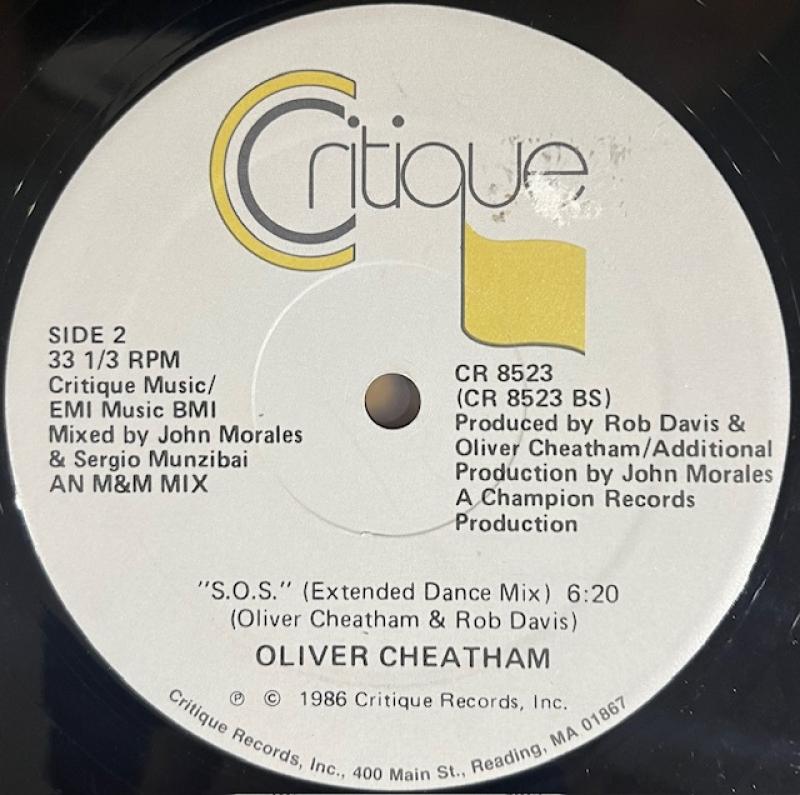 Critique
SIDE 2
33 1/3 RPM
Critique Music/
EMI Music BMI
Mixed by John Morales
& Sergio Munzibai
AN M&M MIX
CR 8523
(CR 8523 BS)
Produced by Rob Davis &
Oliver Cheatham/Additional
Production by John Morales
A Champion Records
Production
"S.O.S." (Extended Dance Mix) 6:20
(Oliver Cheatham & Rob Davis)
OLIVER CHEATHAM
℗ © 1986 Critique Records, Inc.
Critique Records, Inc., 400 Main St., Reading, MA 01867